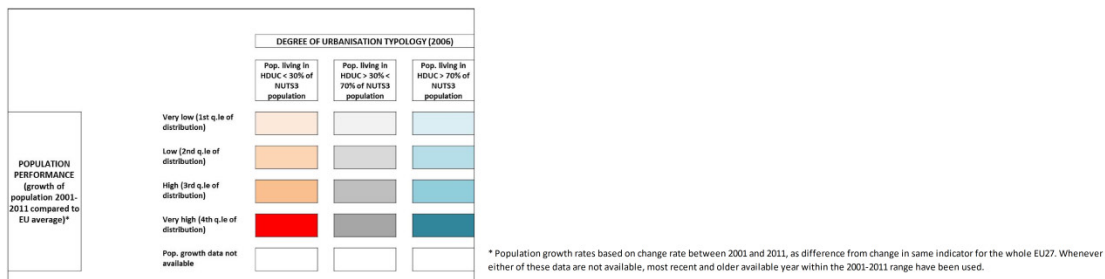 DEGREE OF URBANISATION TYPOLOGY (2006)
Pop. living in
HDUC < 30% of
NUTS3
population
Pop. living in
HDUC > 30% <
70% of NUTS3
population
Pop. living in
HDUC > 70% of
NUTS3
population
POPULATION
PERFORMANCE
(growth of
population 2001-
2011 compared to
EU average)*
Very low (1st q.le of
distribution)
Low (2nd q.le of
distribution)
High (3rd q.le of
distribution)
Very high (4th q.le of
distribution)
Pop. growth data not
available
* Population growth rates based on change rate between 2001 and 2011, as difference from change in same indicator for the whole EU27. Whenever
either of these data are not available, most recent and older available year within the 2001-2011 range have been used.